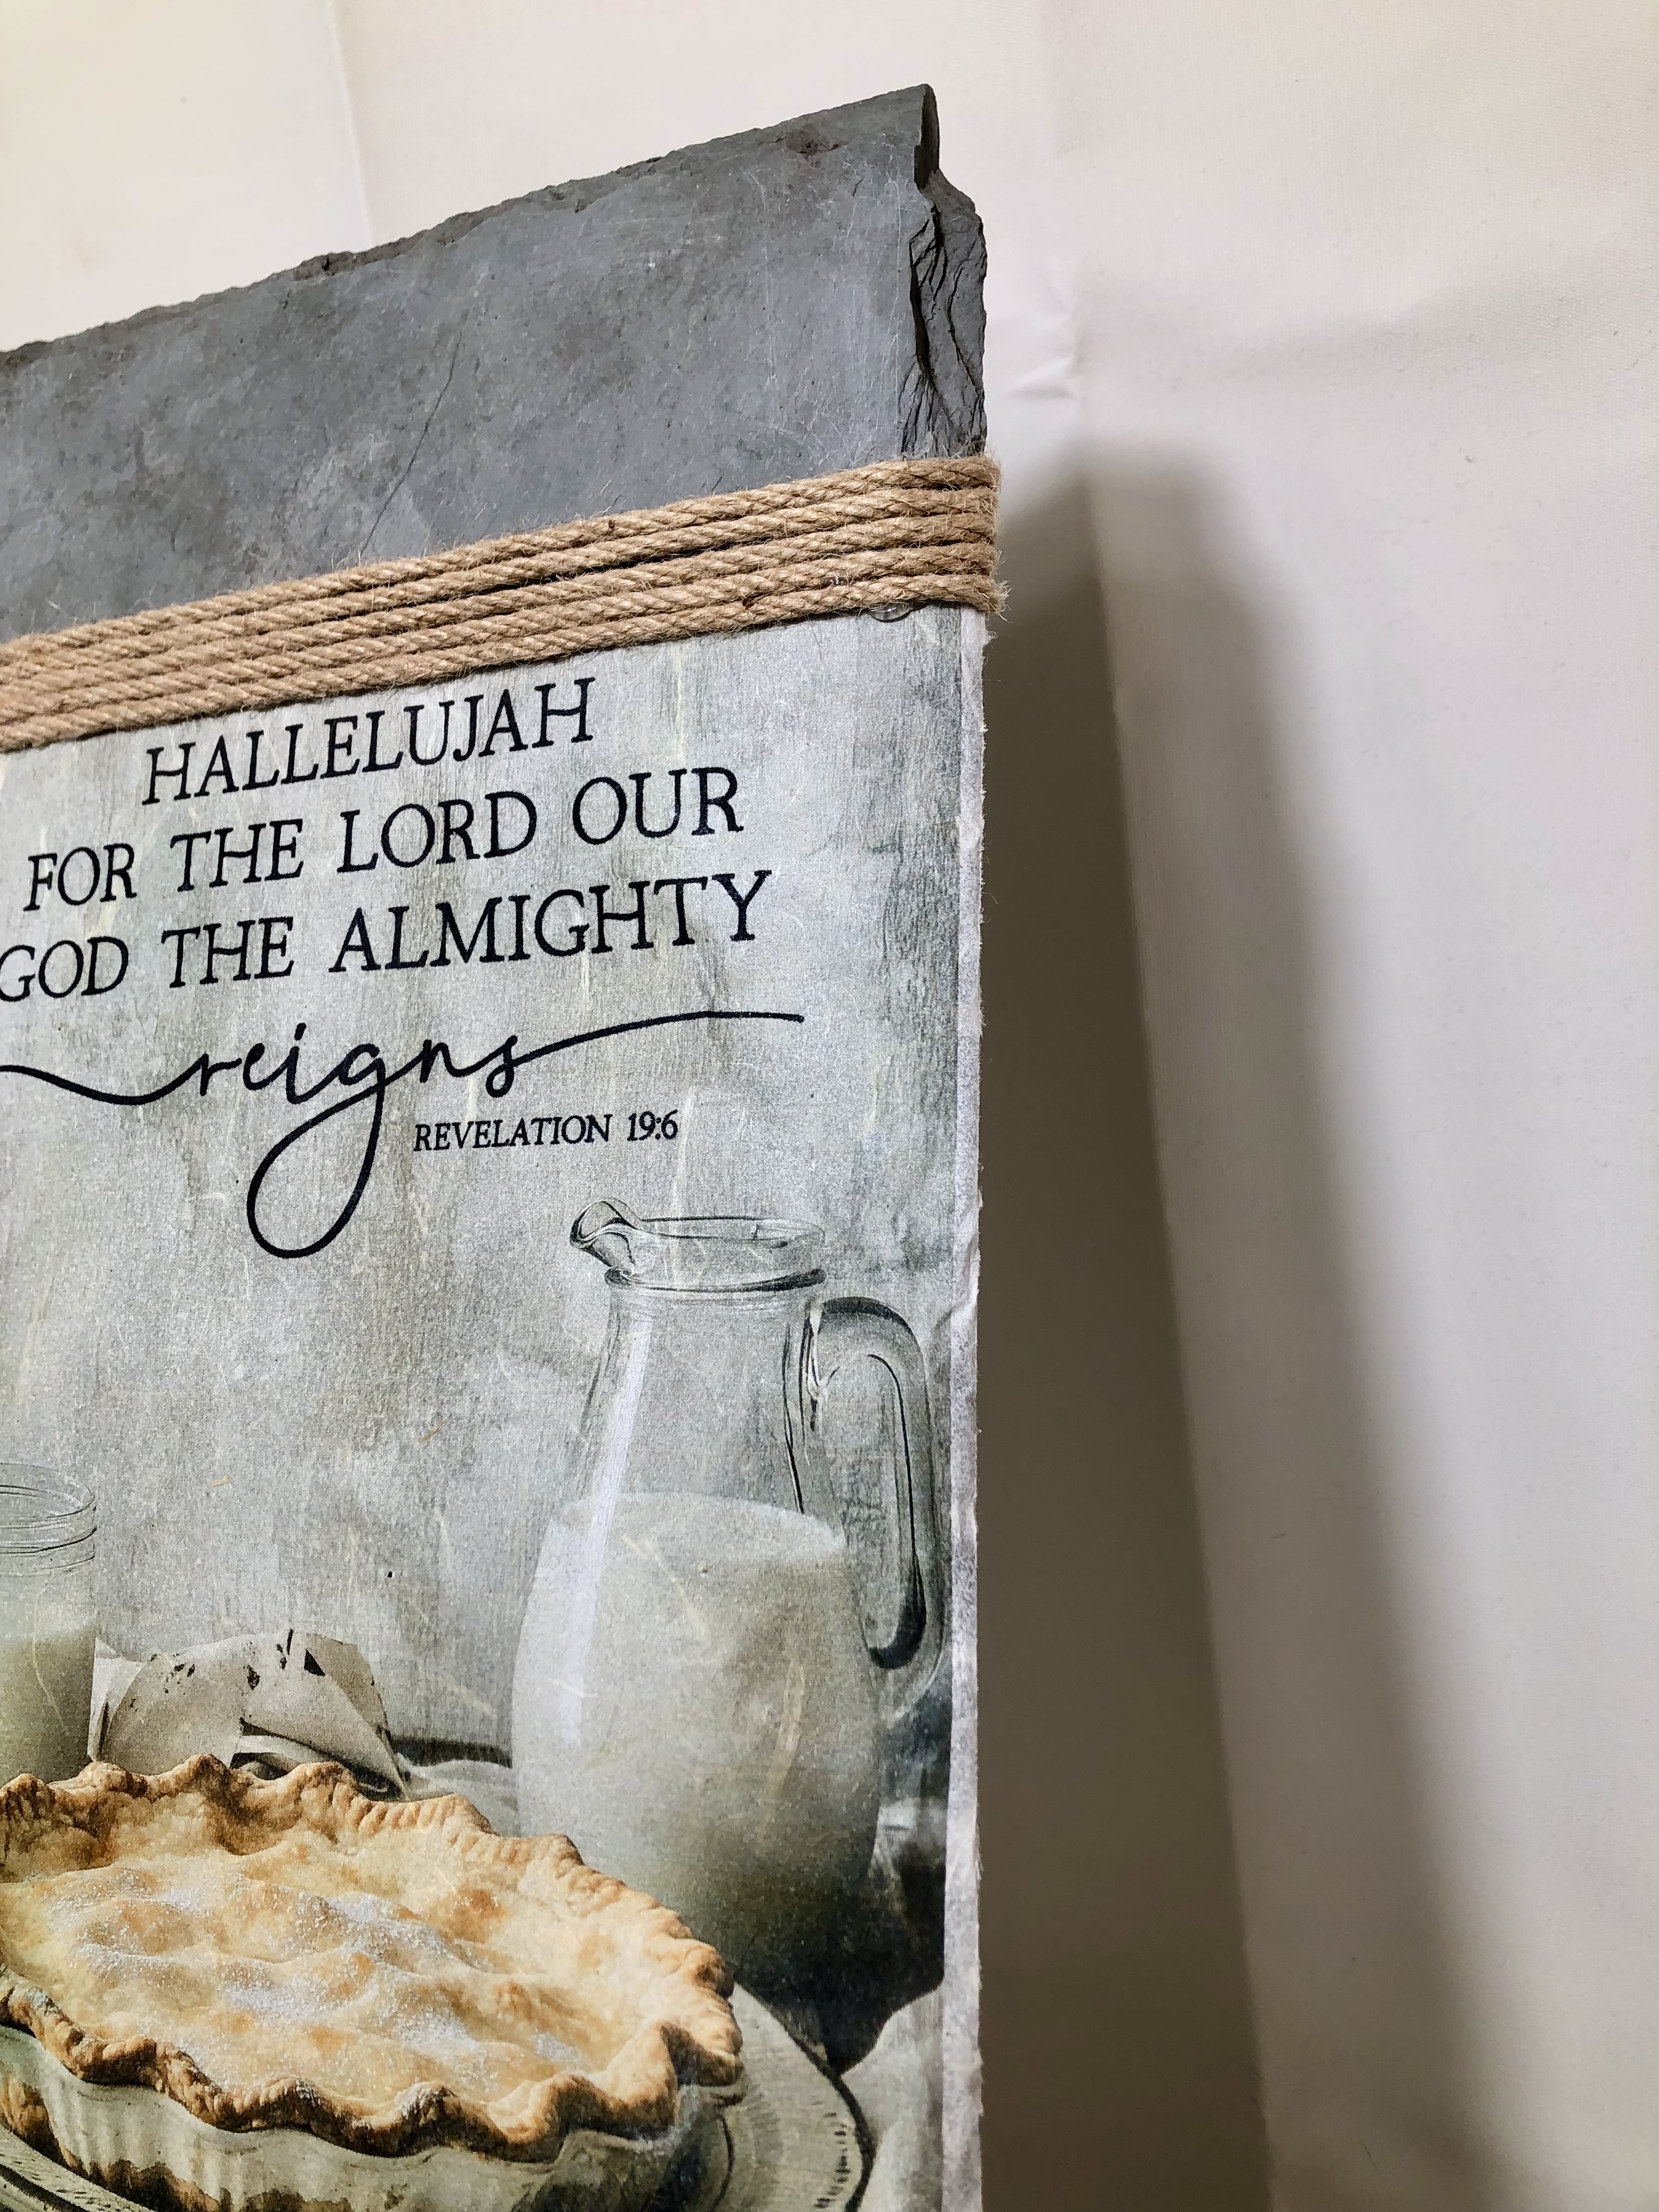 HALLELUJAH
FOR THE LORD OUR
GOD THE ALMIGHTY
reigns
REVELATION 19:6